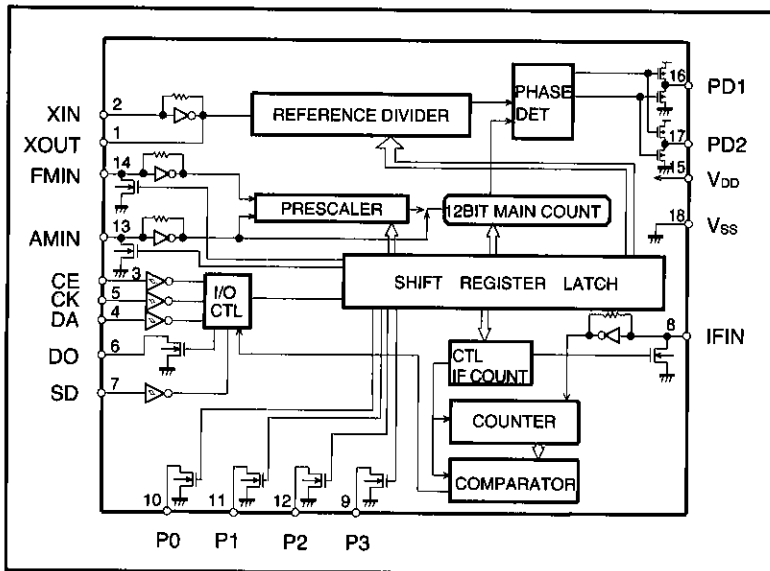 XIN
2
XOUT
1
FMIN
14
AMIN
13
CE
3
CK
5
DA
4
DO
6
SD
7
REFERENCE DIVIDER
PHASE
DET
PRESCALER
12BIT MAIN COUNT
SHIFT REGISTER LATCH
I/O
CTL
CTL
IF COUNT
COUNTER
COMPARATOR
16
PD1
17
PD2
15
VDD
18
VSS
8
IFIN
10
11
12
9
P0
P1
P2
P3